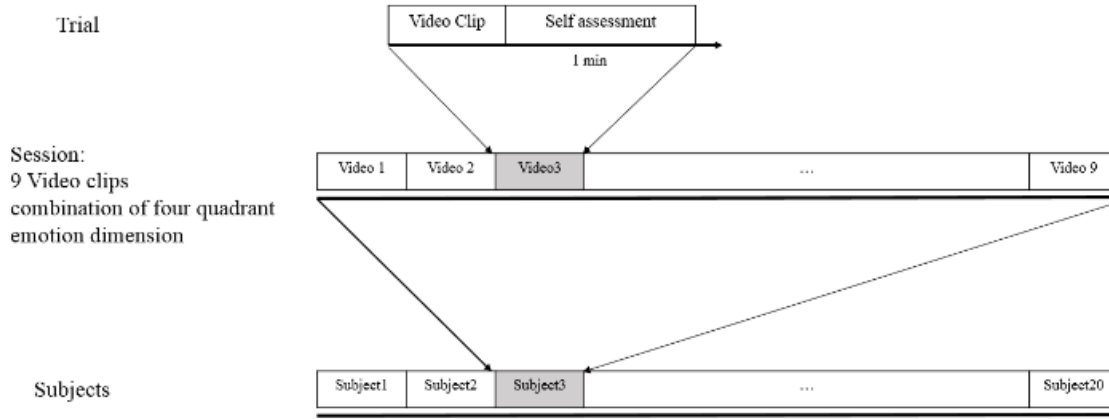 Trial
Video Clip Self assessment
1 min
Session:
9 Video clips
combination of four quadrant
emotion dimension
Video 1 Video 2 Video3 ... Video 9
Subjects
Subject1 Subject2 Subject3 ... Subject20